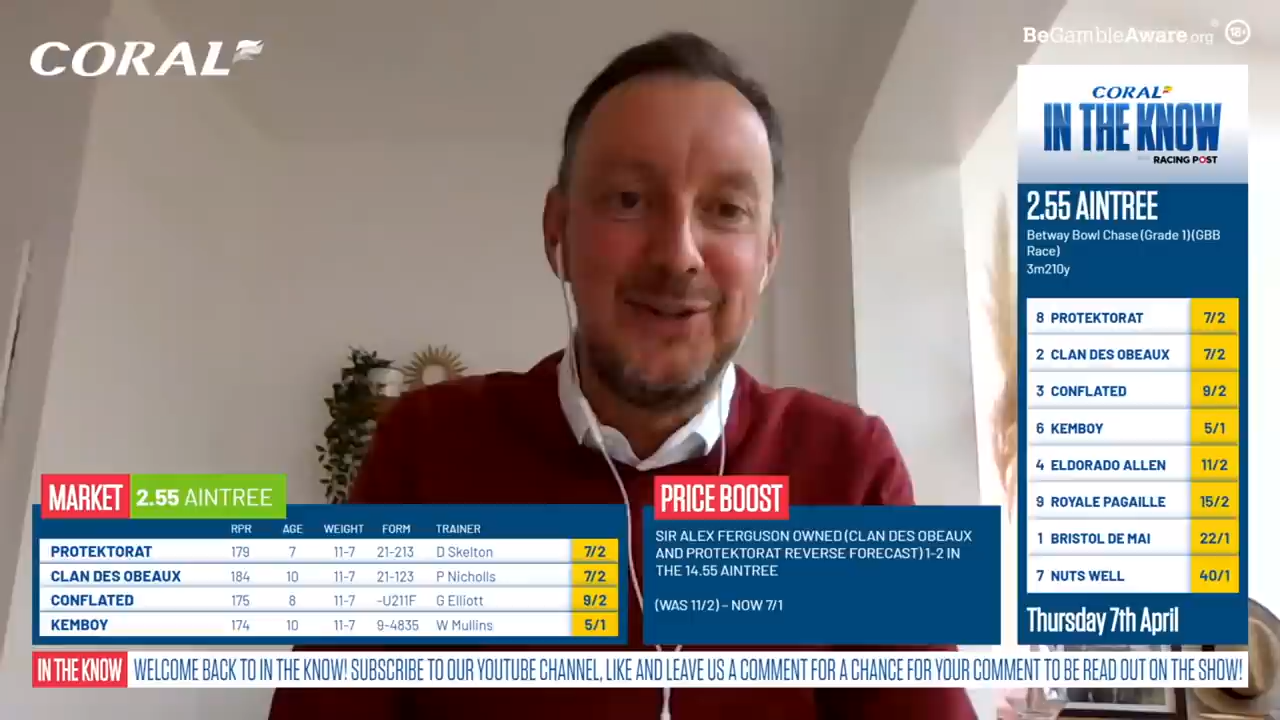 CORAL
BeGambleAware.org 18+
CORAL
IN THE KNOW
RACING POST
2.55 AINTREE
Betway Bowl Chase (Grade 1) (GBB
Race)
3m210y
8 PROTEKTORAT 7/2
2 CLAN DES OBEAUX 7/2
3 CONFLATED 9/2
6 KEMBOY 5/1
4 ELDORADO ALLEN 11/2
9 ROYALE PAGAILLE 15/2
1 BRISTOL DE MAI 22/1
7 NUTS WELL 40/1
Thursday 7th April
MARKET 2.55 AINTREE
RPR AGE WEIGHT FORM TRAINER
PROTEKTORAT 179 7 11-7 21-213 D Skelton 7/2
CLAN DES OBEAUX 184 10 11-7 21-123 P Nicholls 7/2
CONFLATED 175 8 11-7 -U211F G Elliott 9/2
KEMBOY 174 10 11-7 9-4835 W Mullins 5/1
PRICE BOOST
SIR ALEX FERGUSON OWNED (CLAN DES OBEAUX
AND PROTEKTORAT REVERSE FORECAST) 1-2 IN
THE 14.55 AINTREE
(WAS 11/2) – NOW 7/1
IN THE KNOW WELCOME BACK TO IN THE KNOW! SUBSCRIBE TO OUR YOUTUBE CHANNEL, LIKE AND LEAVE US A COMMENT FOR A CHANCE FOR YOUR COMMENT TO BE READ OUT ON THE SHOW!